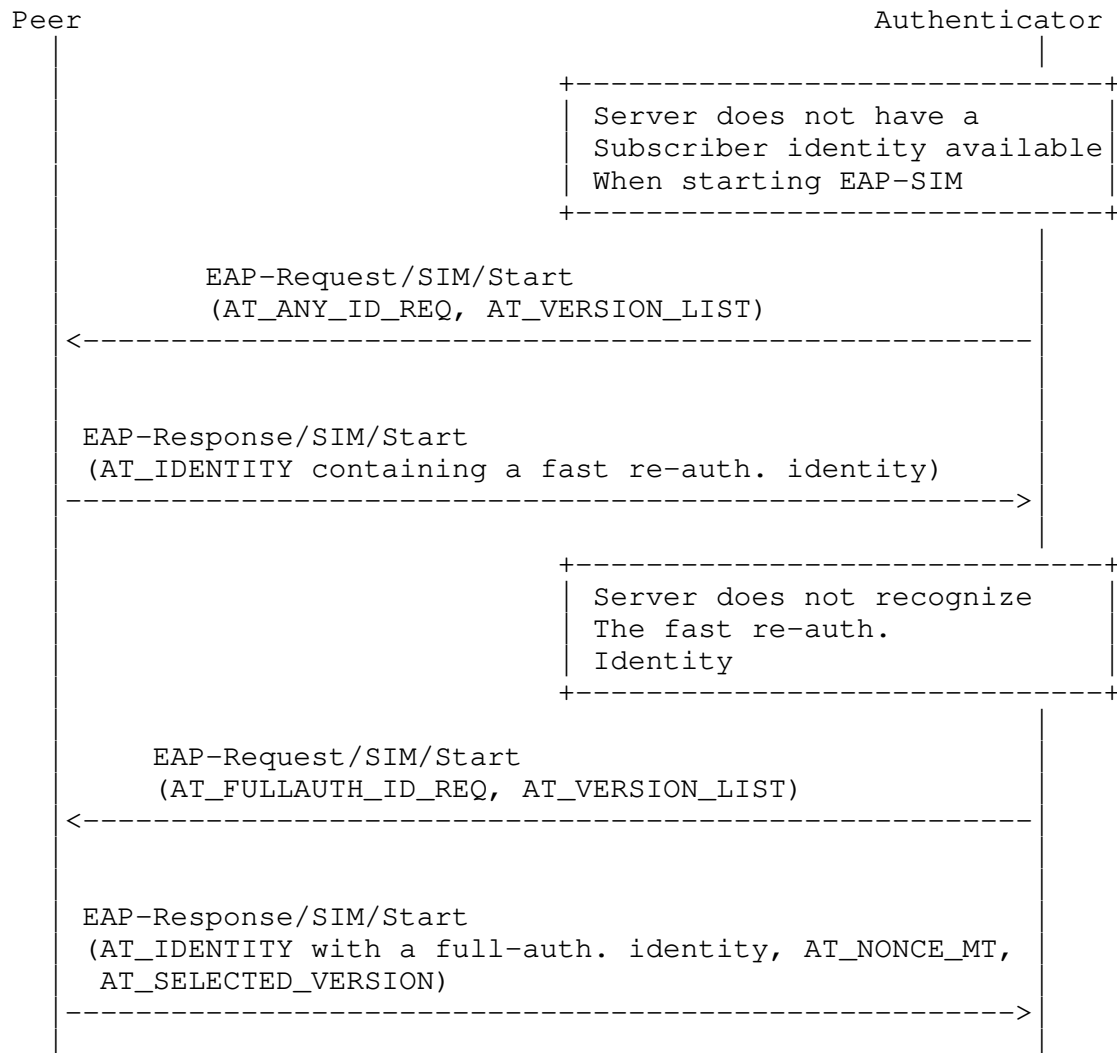 Peer Authenticator
Server does not have a
Subscriber identity available
When starting EAP-SIM
EAP-Request/SIM/Start
(AT_ANY_ID_REQ, AT_VERSION_LIST)
EAP-Response/SIM/Start
(AT_IDENTITY containing a fast re-auth. identity)
Server does not recognize
The fast re-auth.
Identity
EAP-Request/SIM/Start
(AT_FULLAUTH_ID_REQ, AT_VERSION_LIST)
EAP-Response/SIM/Start
(AT_IDENTITY with a full-auth. identity, AT_NONCE_MT,
AT_SELECTED_VERSION)